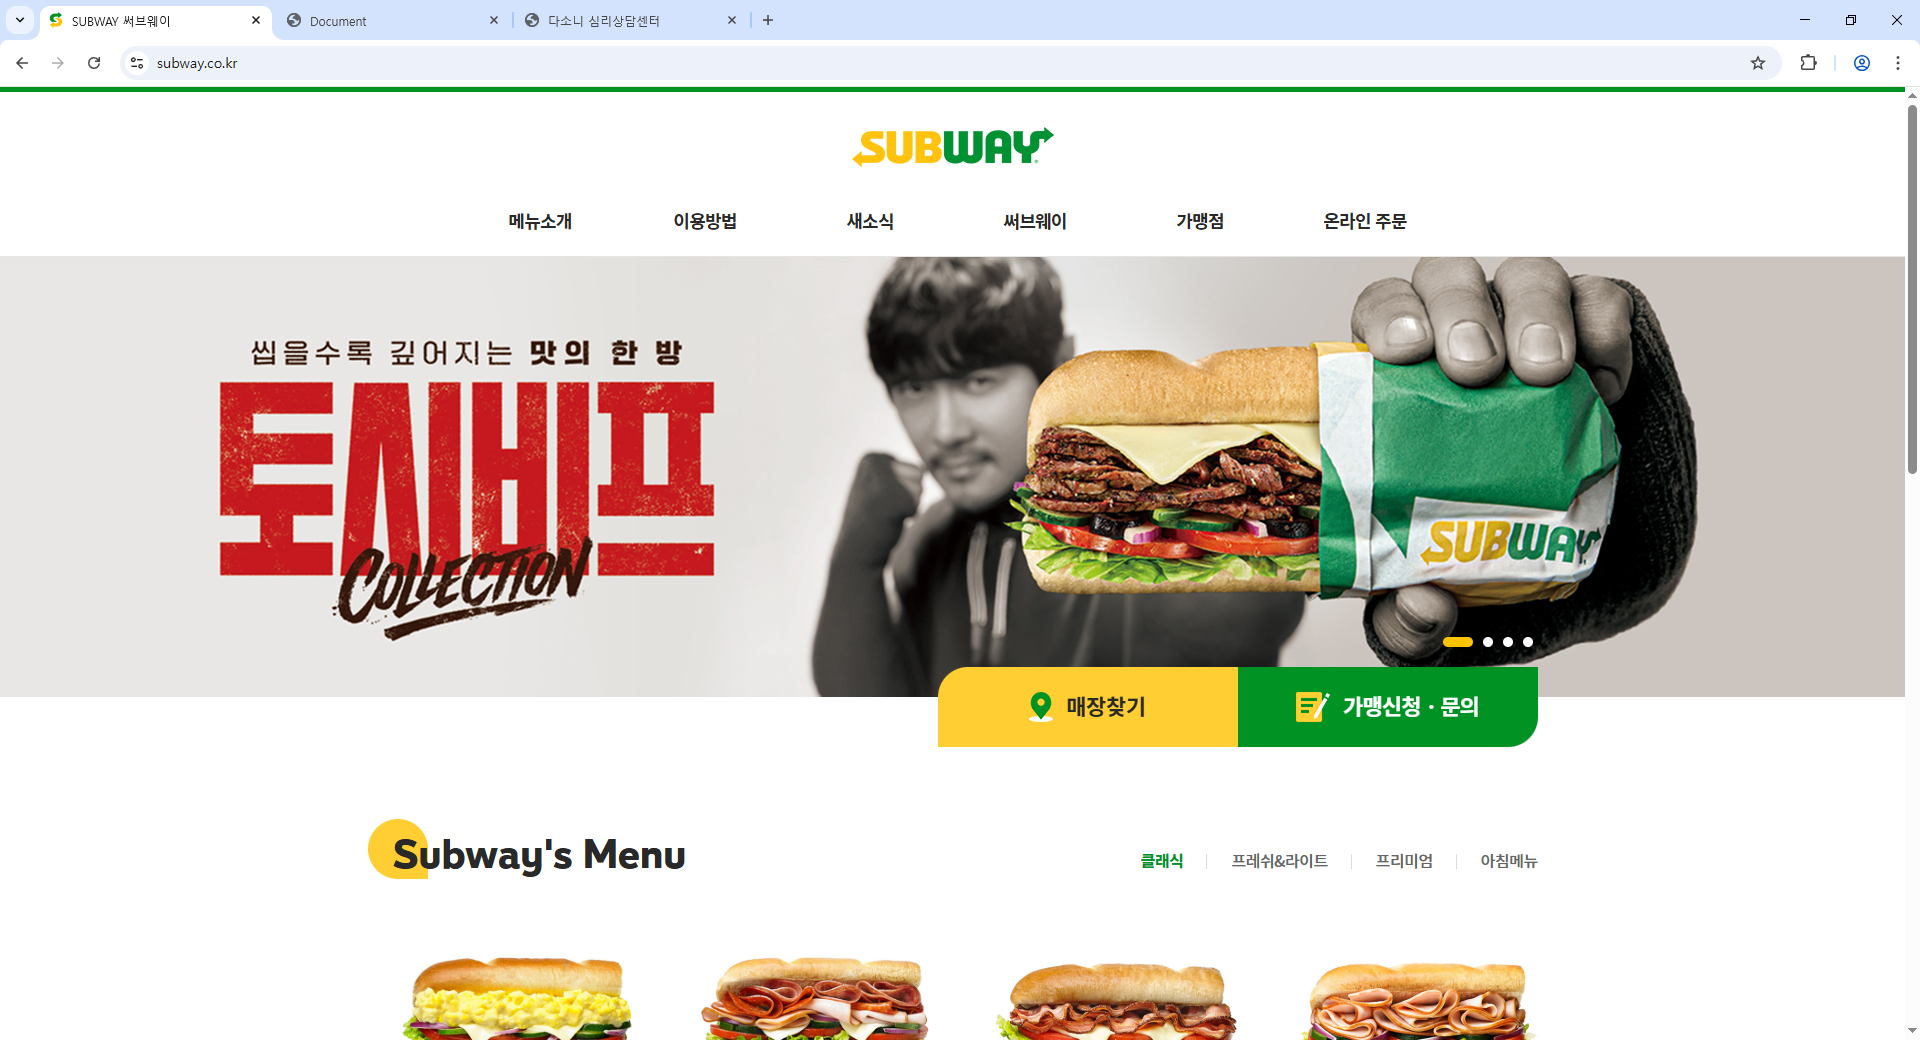 SUBWAY 써브웨이
Document
다소니 심리상담센터
subway.co.kr
SUBWAY
메뉴소개
이용방법
새소식
써브웨이
가맹점
온라인 주문
씹을수록 깊어지는 맛의 한 방
토시비프
COLLECTION
SUBWAY
매장찾기
가맹신청 · 문의
Subway's Menu
클래식
프레쉬&라이트
프리미엄
아침메뉴